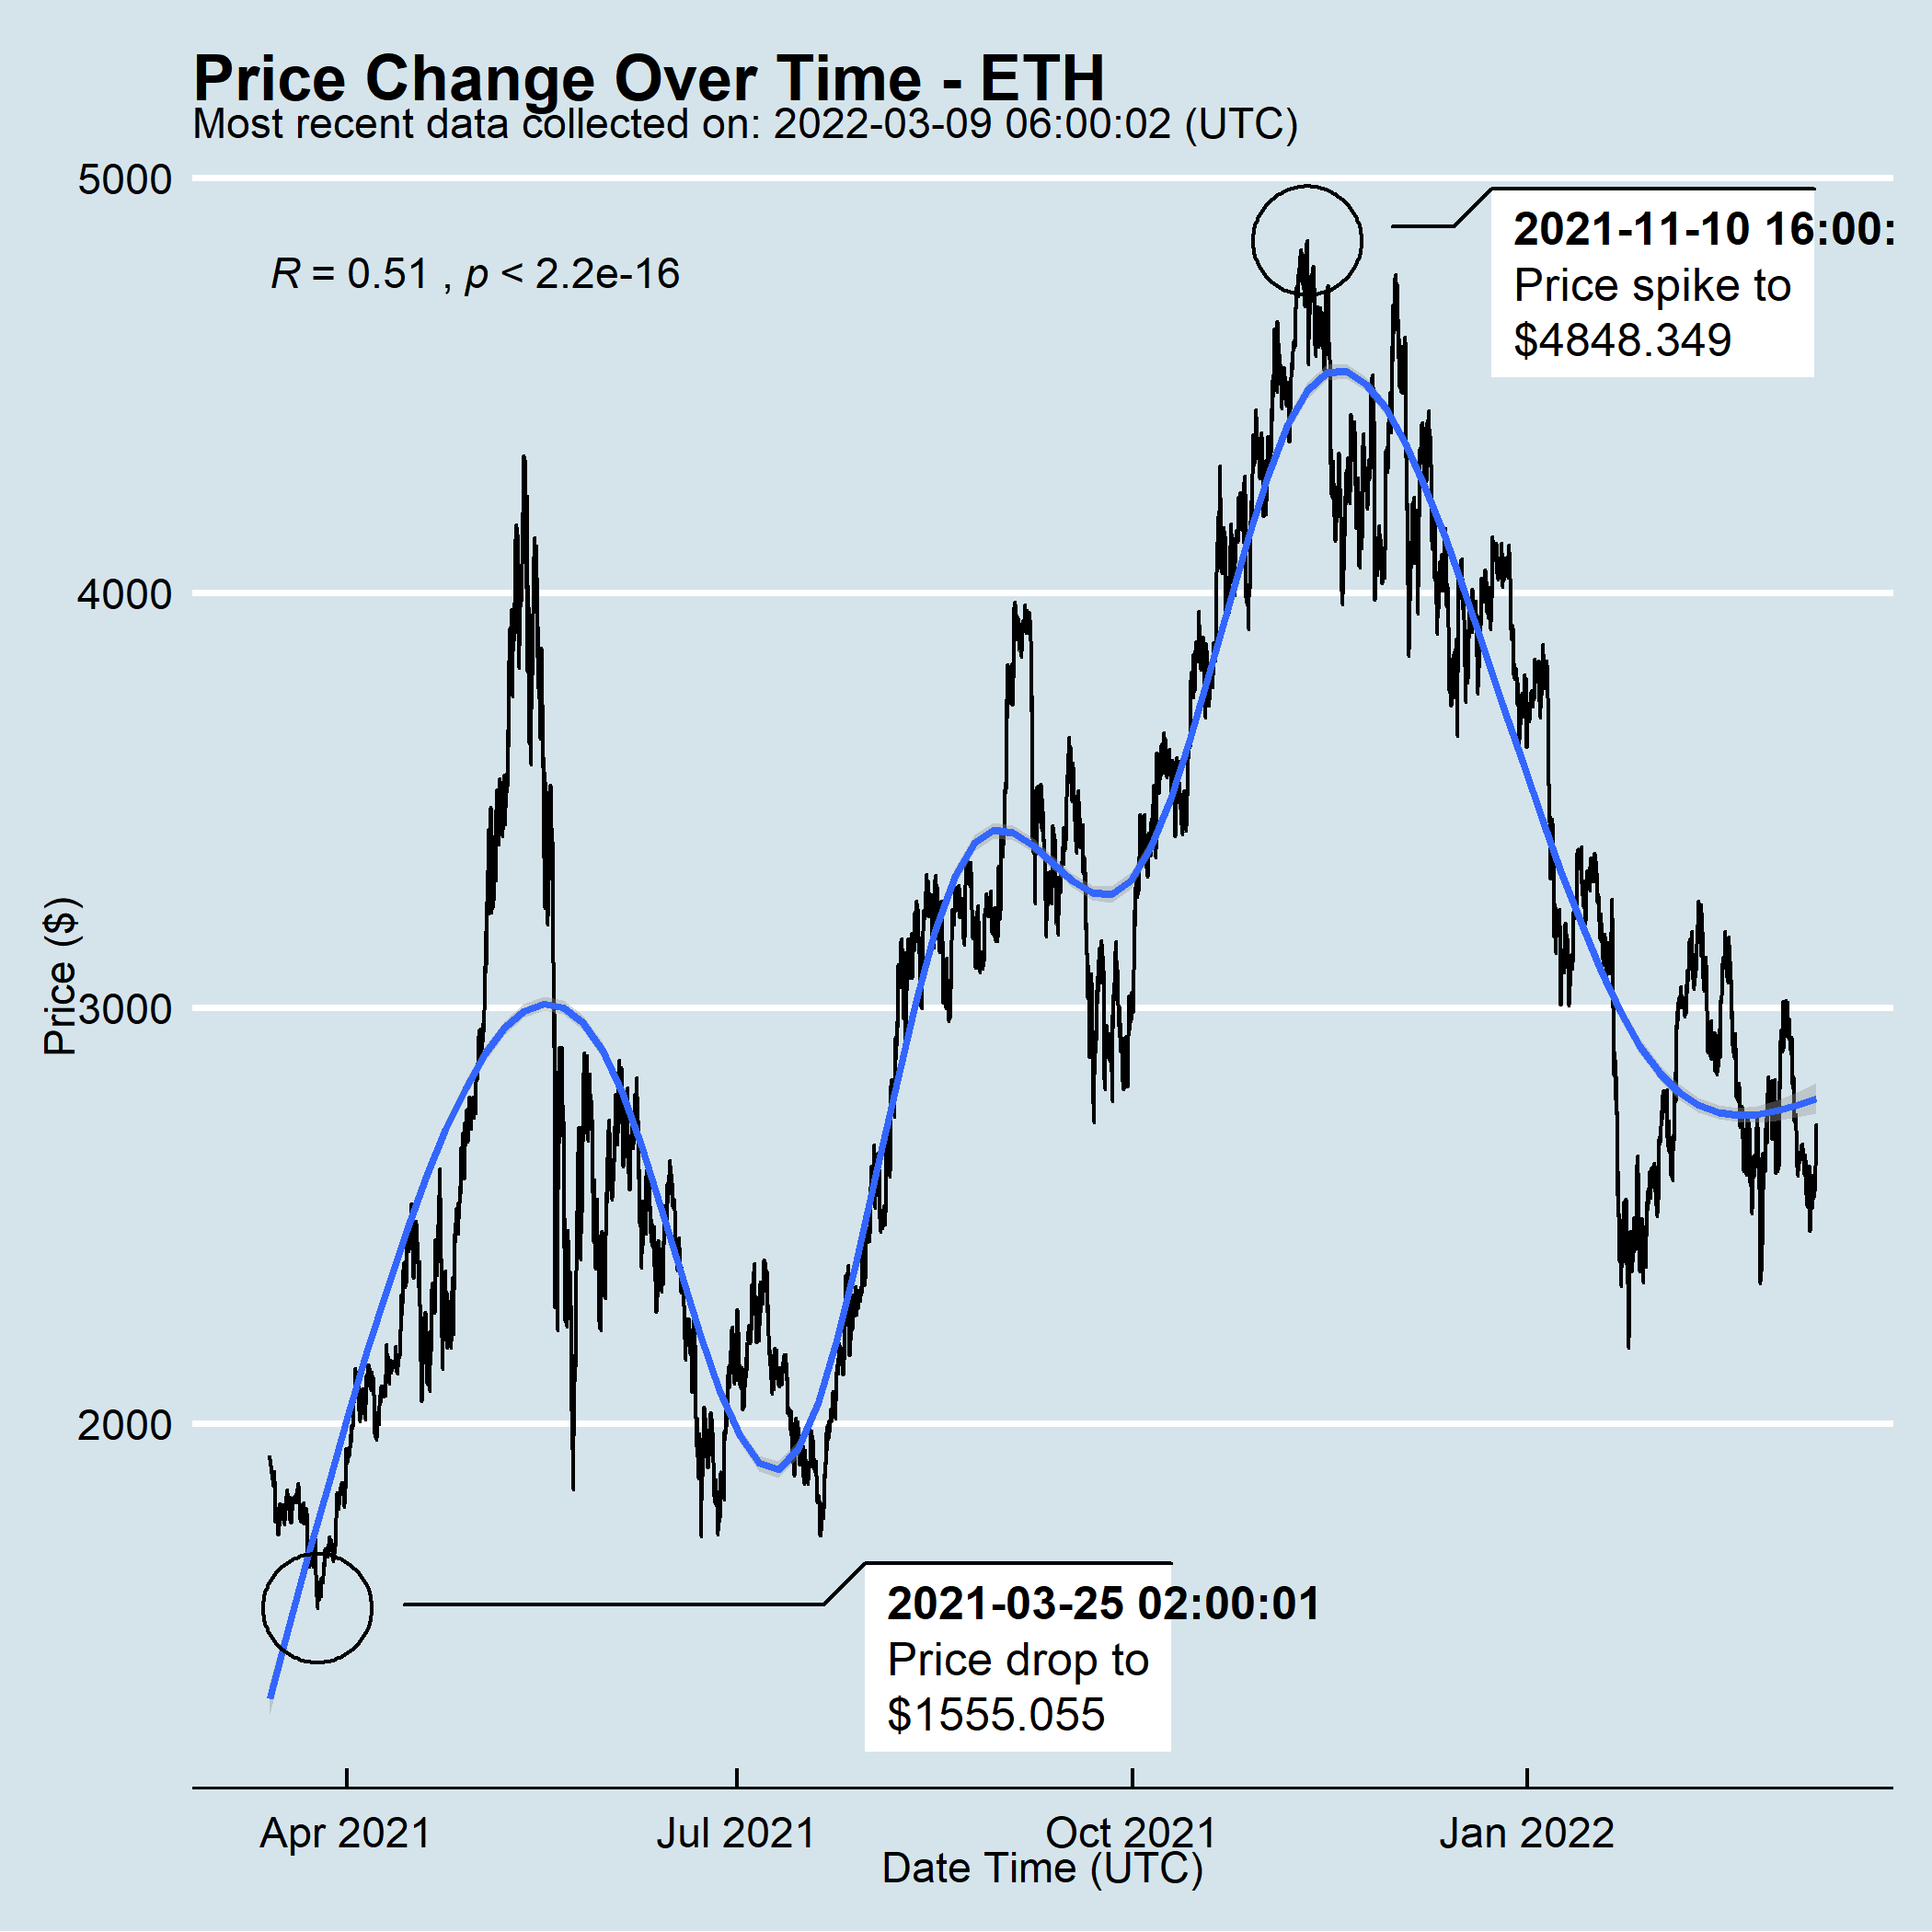 Price Change Over Time - ETH
Most recent data collected on: 2022-03-09 06:00:02 (UTC)
5000
2021-11-10 16:00:
Price spike to
$4848.349
R = 0.51 , p < 2.2e-16
4000
Price ($)
3000
2000
2021-03-25 02:00:01
Price drop to
$1555.055
Apr 2021
Jul 2021
Oct 2021
Jan 2022
Date Time (UTC)